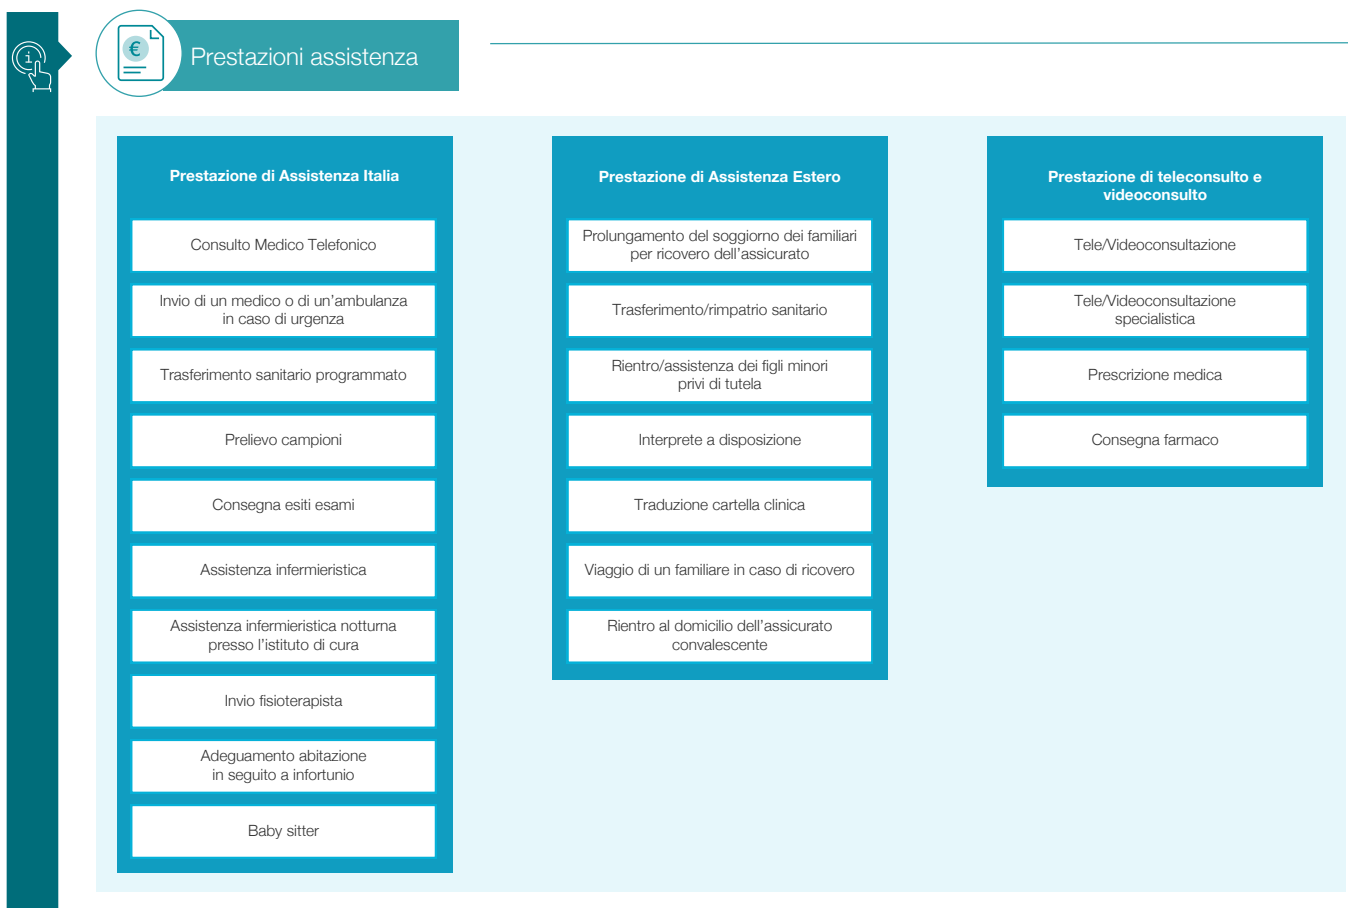 Prestazioni assistenza
€
Prestazione di Assistenza Italia
Consulto Medico Telefonico
Invio di un medico o di un'ambulanza
in caso di urgenza
Trasferimento sanitario programmato
Prelievo campioni
Consegna esiti esami
Assistenza infermieristica
Assistenza infermieristica notturna
presso l'istituto di cura
Invio fisioterapista
Adeguamento abitazione
in seguito a infortunio
Baby sitter
Prestazione di Assistenza Estero
Prolungamento del soggiorno dei familiari
per ricovero dell'assicurato
Trasferimento/rimpatrio sanitario
Rientro/assistenza dei figli minori
privi di tutela
Interprete a disposizione
Traduzione cartella clinica
Viaggio di un familiare in caso di ricovero
Rientro al domicilio dell'assicurato
convalescente
Prestazione di teleconsulto e
videoconsulto
Tele/Videoconsultazione
Tele/Videoconsultazione
specialistica
Prescrizione medica
Consegna farmaco